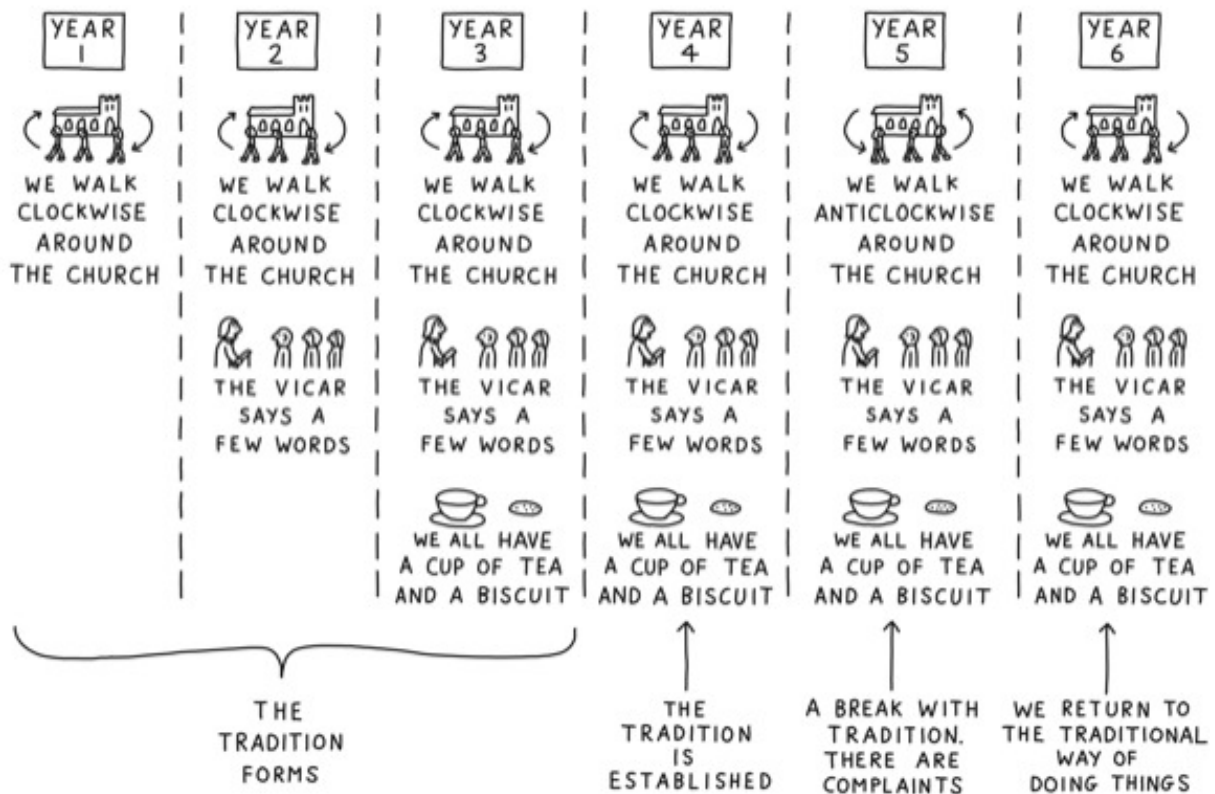 YEAR
1
WE WALK
CLOCKWISE
AROUND
THE CHURCH
YEAR
2
WE WALK
CLOCKWISE
AROUND
THE CHURCH
THE VICAR
SAYS A
FEW WORDS
YEAR
3
WE WALK
CLOCKWISE
AROUND
THE CHURCH
THE VICAR
SAYS A
FEW WORDS
WE ALL HAVE
A CUP OF TEA
AND A BISCUIT
THE
TRADITION
FORMS
YEAR
4
WE WALK
CLOCKWISE
AROUND
THE CHURCH
THE VICAR
SAYS A
FEW WORDS
WE ALL HAVE
A CUP OF TEA
AND A BISCUIT
THE
TRADITION
IS
ESTABLISHED
YEAR
5
WE WALK
ANTICLOCKWISE
AROUND
THE CHURCH
THE VICAR
SAYS A
FEW WORDS
WE ALL HAVE
A CUP OF TEA
AND A BISCUIT
A BREAK WITH
TRADITION.
THERE ARE
COMPLAINTS
YEAR
6
WE WALK
CLOCKWISE
AROUND
THE CHURCH
THE VICAR
SAYS A
FEW WORDS
WE ALL HAVE
A CUP OF TEA
AND A BISCUIT
WE RETURN TO
THE TRADITIONAL
WAY OF
DOING THINGS